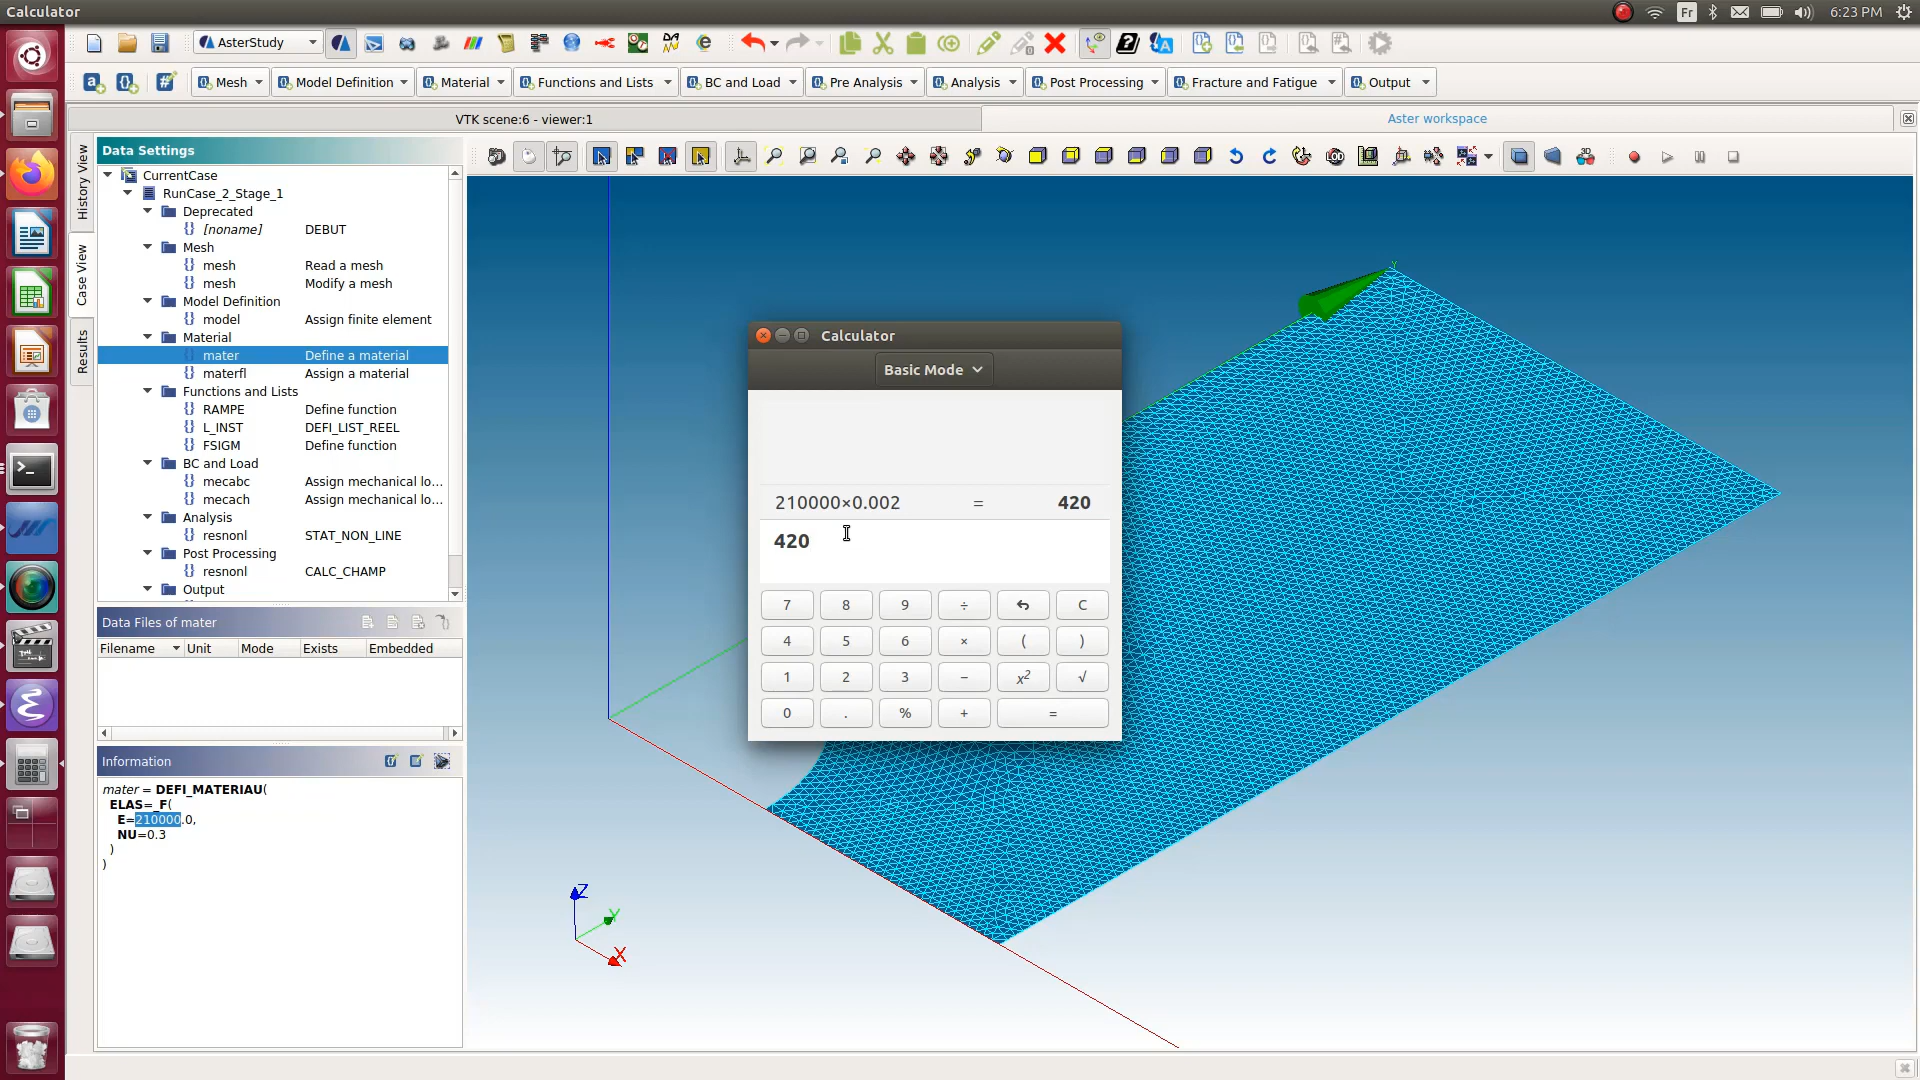 Calculator
Fr
6:23 PM
AsterStudy
Mesh
Model Definition
Material
Functions and Lists
BC and Load
Pre Analysis
Analysis
Post Processing
Fracture and Fatigue
Output
VTK scene:6 - viewer:1
Aster workspace
History View
Case View
Results
Data Settings
CurrentCase
RunCase_2_Stage_1
Deprecated
[noname] DEBUT
Mesh
mesh Read a mesh
mesh Modify a mesh
Model Definition
model Assign finite element
Material
mater Define a material
materfl Assign a material
Functions and Lists
RAMPE Define function
L_INST DEFI_LIST_REEL
FSIGM Define function
BC and Load
mecabc Assign mechanical lo...
mecach Assign mechanical lo...
Analysis
resnonl STAT_NON_LINE
Post Processing
resnonl CALC_CHAMP
Output
Data Files of mater
Filename Unit Mode Exists Embedded
Information
mater = DEFI_MATERIAU(
ELAS=_F(
E=210000.0,
NU=0.3
)
)
Calculator
Basic Mode
210000×0.002 = 420
420
7 8 9 ÷ C
4 5 6 × ( )
1 2 3 − x² √
0 . % + =
Y
Z
Y
X